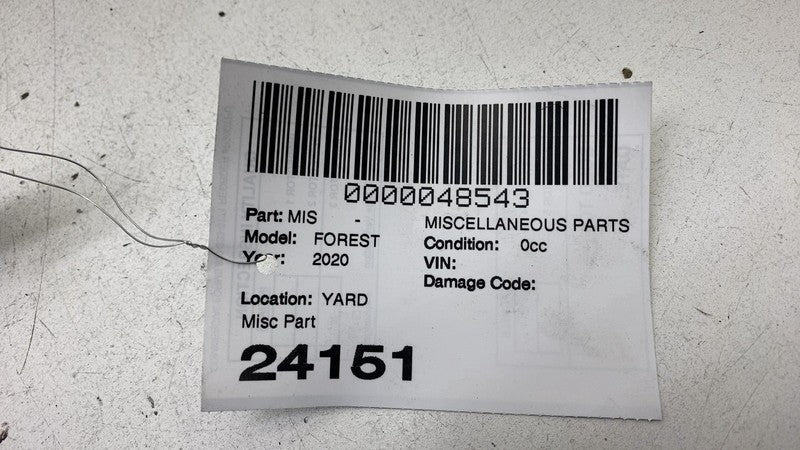 0000048543
Part: MIS - MISCELLANEOUS PARTS
Model: FOREST Condition: 0cc
Year: 2020 VIN:
Damage Code:
Location: YARD
Misc Part
24151